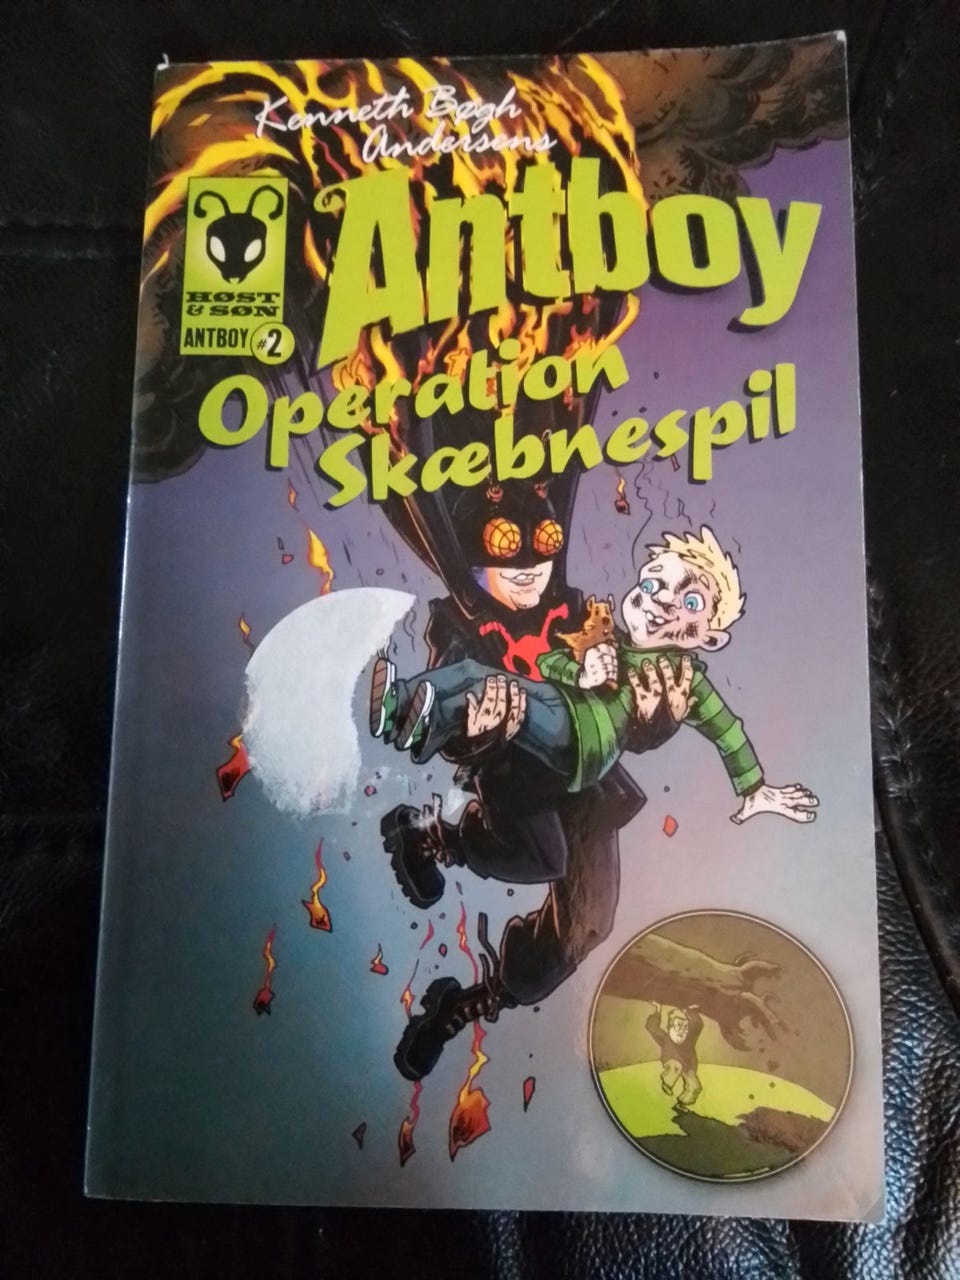 Kenneth Bøgh
Andersens
Antboy
HØST
& SØN
ANTBOY #2
Operation
Skæbnespil